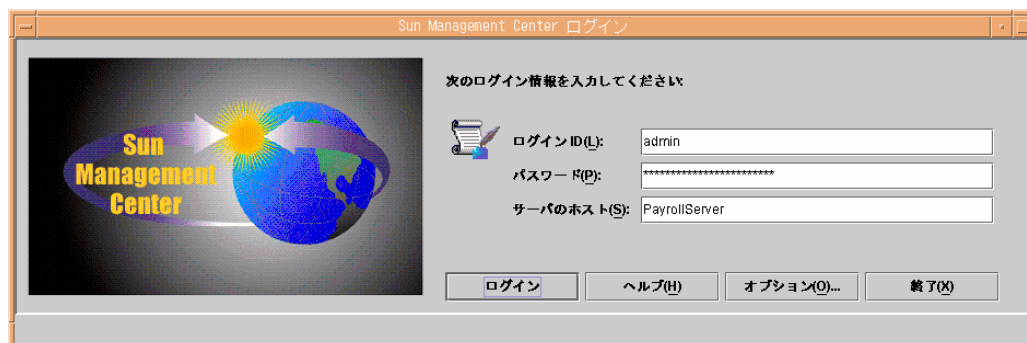 Sun Management Center ログイン
Sun
Management
Center
次のログイン情報を入力してください:
ログイン ID(L): admin
パスワード(P): ************************
サーバのホスト(S): PayrollServer
ログイン ヘルプ(H) オプション(O)... 終了(X)